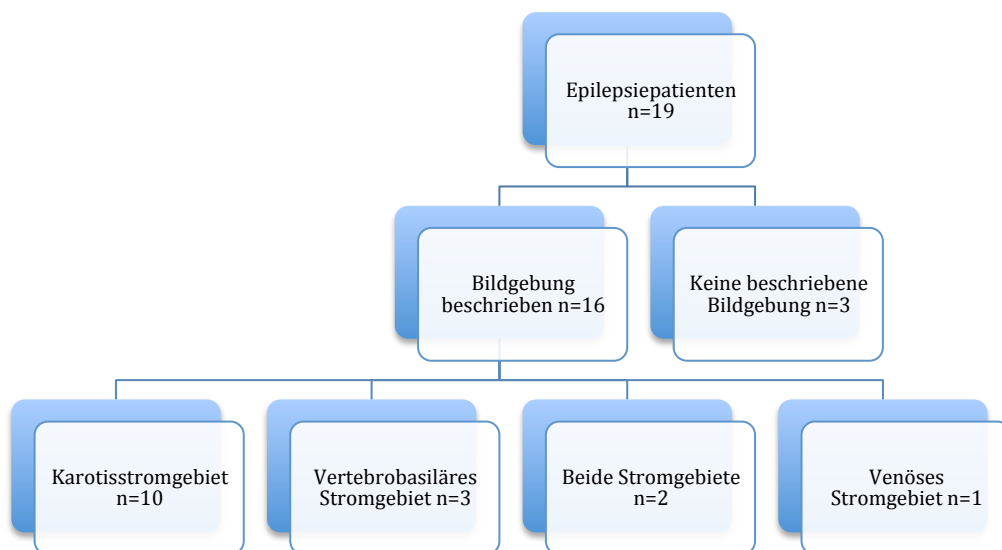 Epilepsiepatienten
n=19
Bildgebung
beschrieben n=16
Keine beschriebene
Bildgebung n=3
Karotisstromgebiet
n=10
Vertebrobasiläres
Stromgebiet n=3
Beide Stromgebiete
n=2
Venöses
Stromgebiet n=1